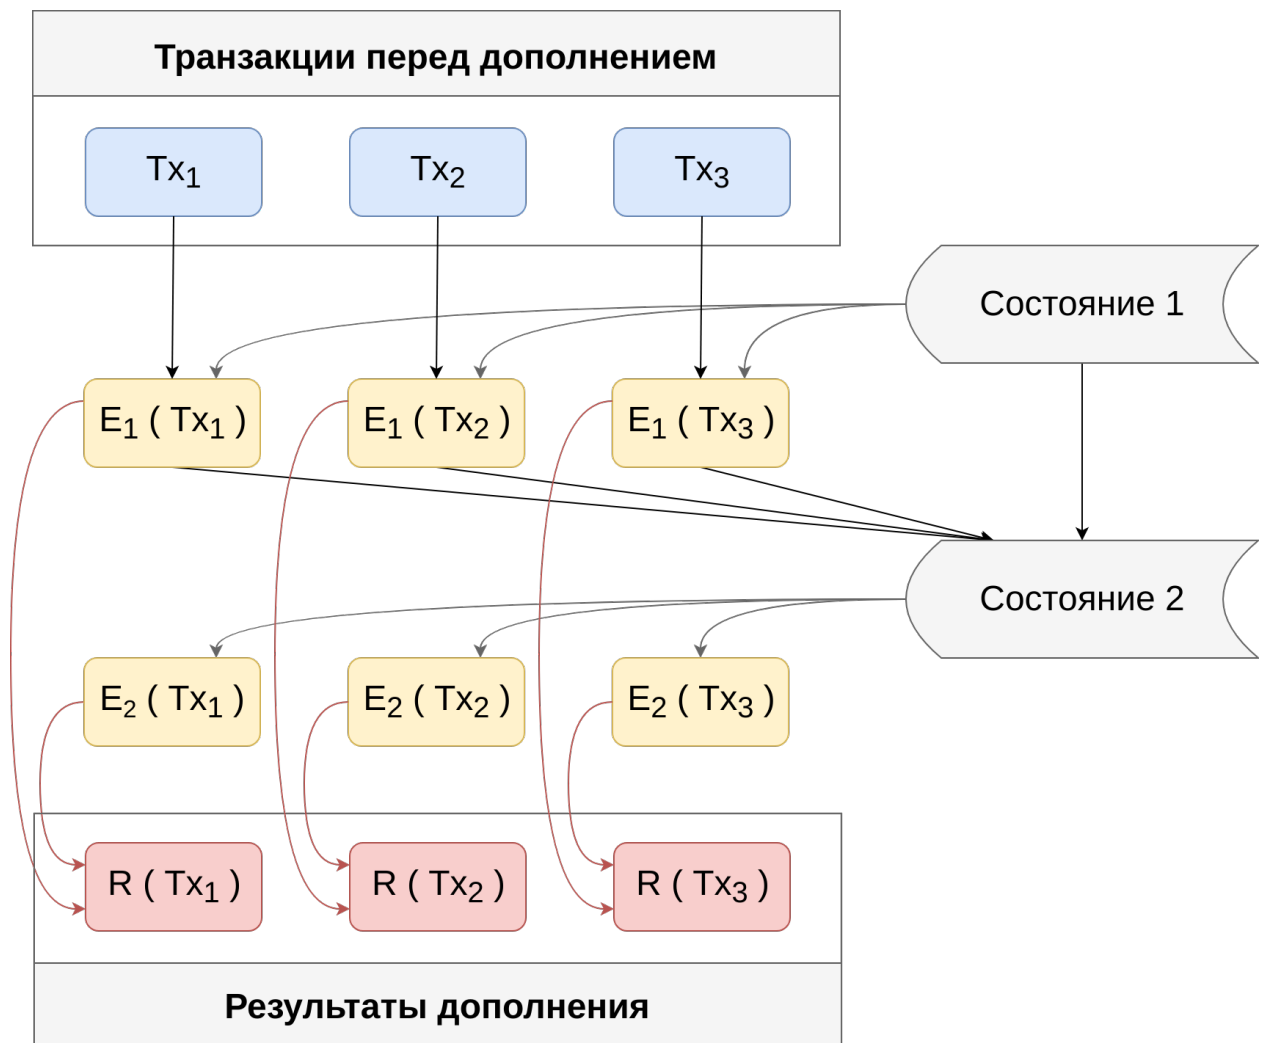 Транзакции перед дополнением
Tx₁ Tx₂ Tx₃
Состояние 1
E₁ ( Tx₁ ) E₁ ( Tx₂ ) E₁ ( Tx₃ )
Состояние 2
E₂ ( Tx₁ ) E₂ ( Tx₂ ) E₂ ( Tx₃ )
R ( Tx₁ ) R ( Tx₂ ) R ( Tx₃ )
Результаты дополнения